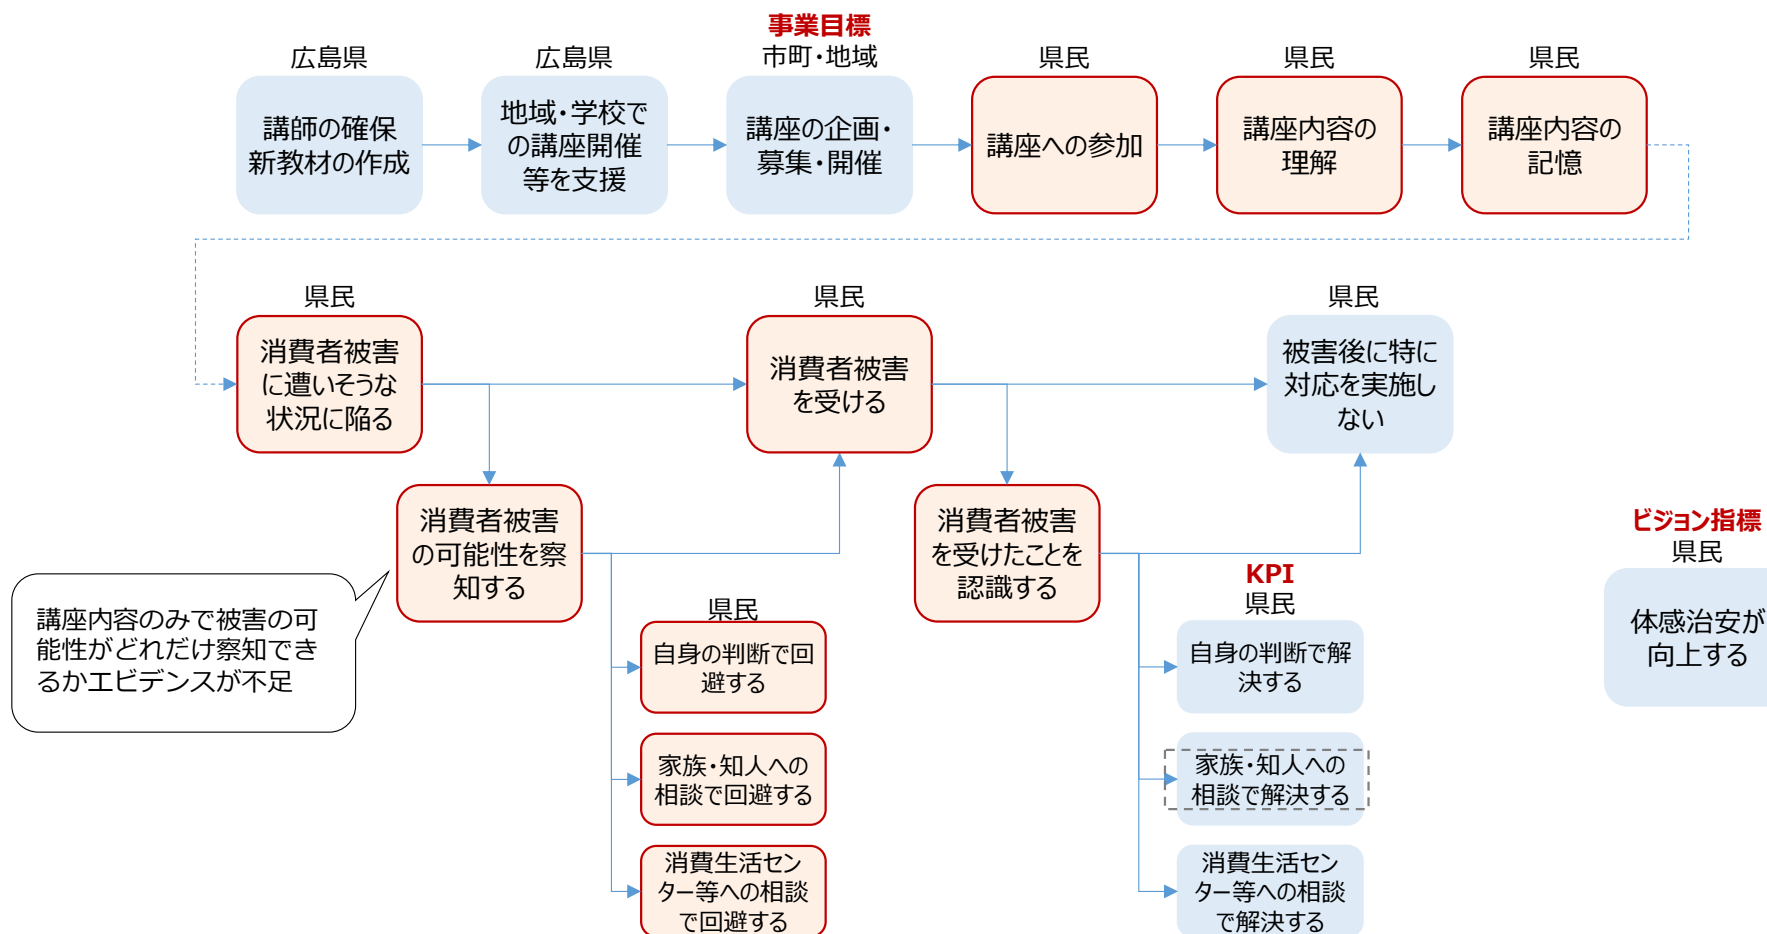 事業目標
広島県
広島県
市町・地域
県民
県民
県民
講師の確保
新教材の作成
地域・学校で
の講座開催
等を支援
講座の企画・
募集・開催
講座への参加
講座内容の
理解
講座内容の
記憶
県民
県民
県民
消費者被害
に遭いそうな
状況に陥る
消費者被害
を受ける
被害後に特に
対応を実施し
ない
消費者被害
の可能性を察
知する
消費者被害
を受けたことを
認識する
講座内容のみで被害の可
能性がどれだけ察知でき
るかエビデンスが不足
県民
自身の判断で回
避する
家族・知人への
相談で回避する
消費生活セン
ター等への相談
で回避する
KPI
県民
自身の判断で解
決する
家族・知人への
相談で解決する
消費生活セン
ター等への相談
で解決する
ビジョン指標
県民
体感治安が
向上する